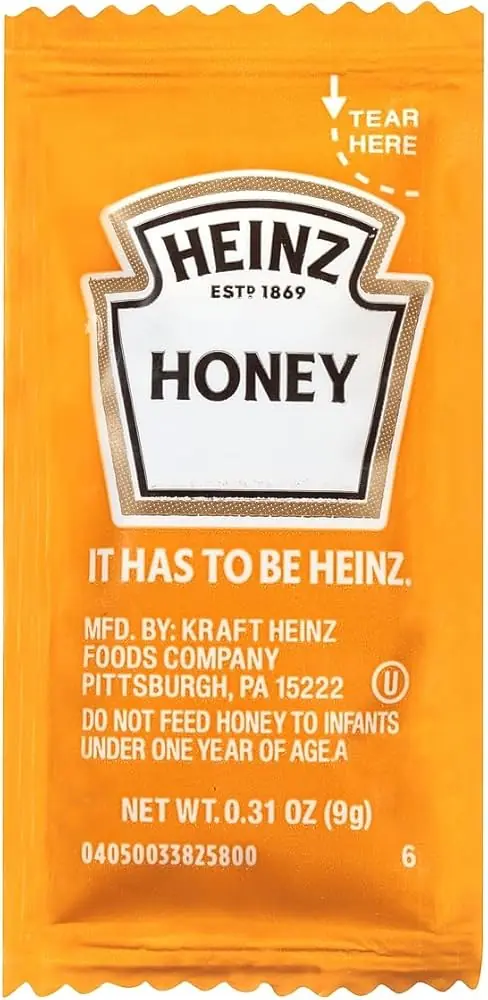 TEAR
HERE
HEINZ
ESTD 1869
HONEY
IT HAS TO BE HEINZ.
MFD. BY: KRAFT HEINZ
FOODS COMPANY
PITTSBURGH, PA 15222 U
DO NOT FEED HONEY TO INFANTS
UNDER ONE YEAR OF AGE.A
NET WT. 0.31 OZ (9g)
04050033825800 6